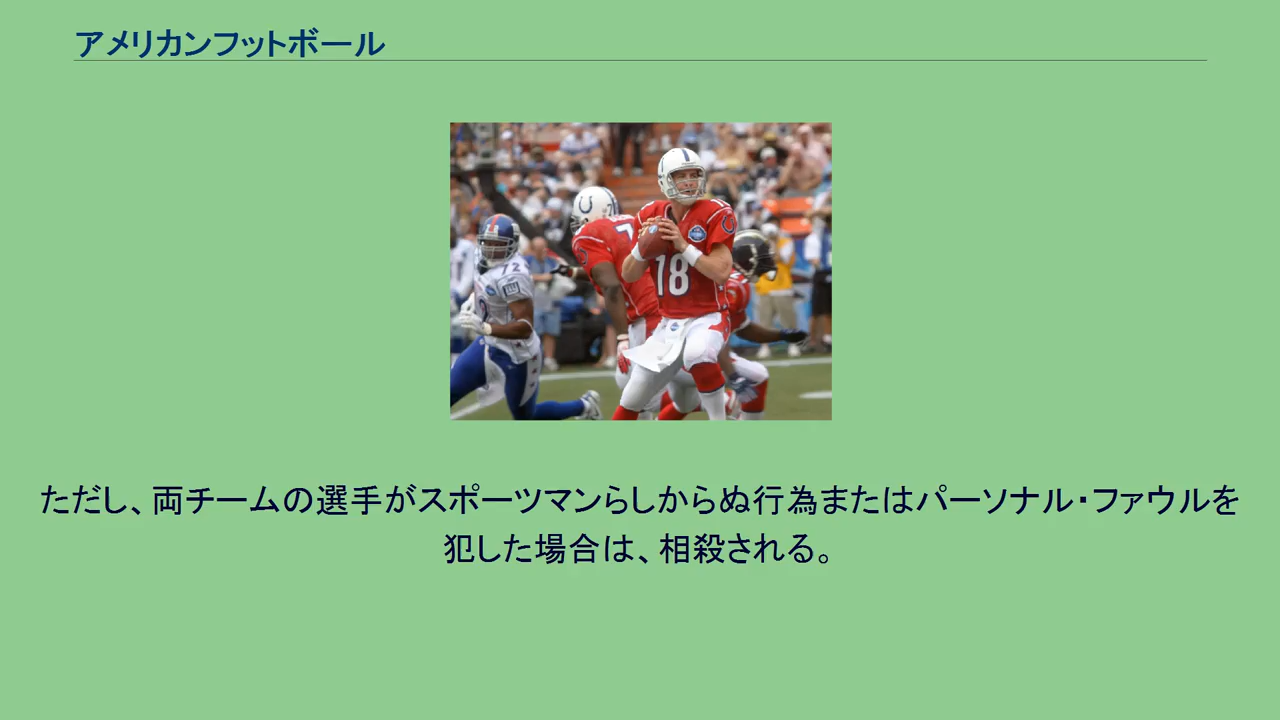 アメリカンフットボール
18
72
ただし、両チームの選手がスポーツマンらしからぬ行為またはパーソナル・ファウルを
犯した場合は、相殺される。